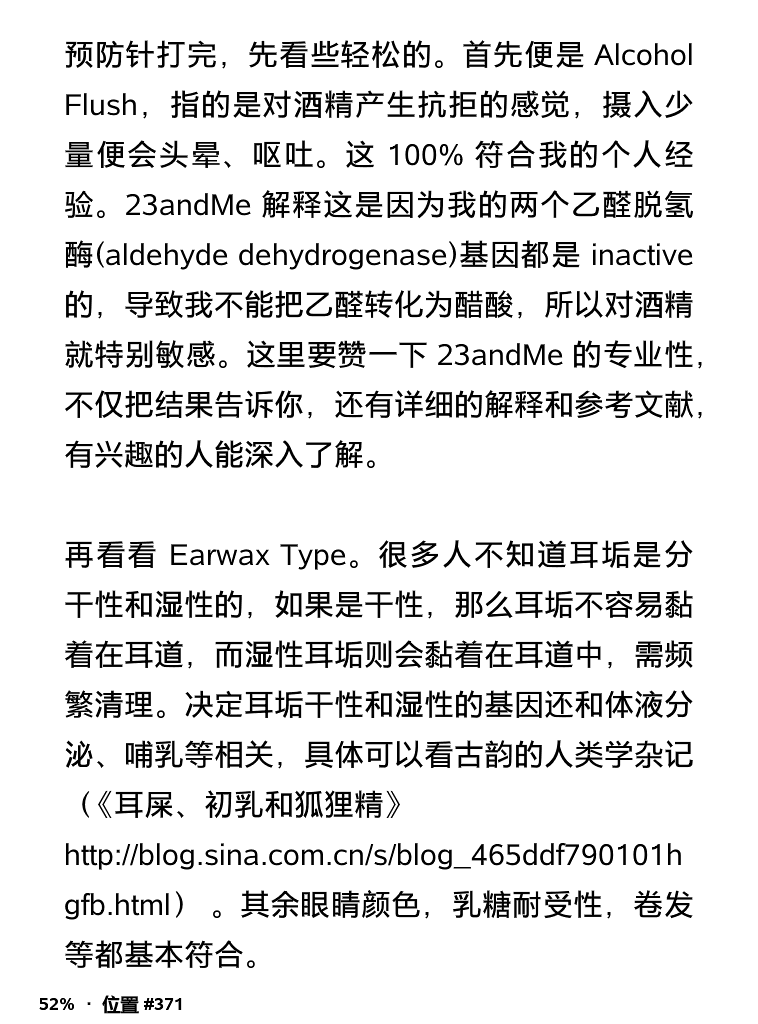 预防针打完，先看些轻松的。首先便是 Alcohol
Flush，指的是对酒精产生抗拒的感觉，摄入少
量便会头晕、呕吐。这 100% 符合我的个人经
验。23andMe 解释这是因为我的两个乙醛脱氢
酶(aldehyde dehydrogenase)基因都是 inactive
的，导致我不能把乙醛转化为醋酸，所以对酒精
就特别敏感。这里要赞一下 23andMe 的专业性，
不仅把结果告诉你，还有详细的解释和参考文献，
有兴趣的人能深入了解。
再看看 Earwax Type。很多人不知道耳垢是分
干性和湿性的，如果是干性，那么耳垢不容易黏
着在耳道，而湿性耳垢则会黏着在耳道中，需频
繁清理。决定耳垢干性和湿性的基因还和体液分
泌、哺乳等相关，具体可以看古韵的人类学杂记
（《耳屎、初乳和狐狸精》
http://blog.sina.com.cn/s/blog_465ddf790101h
gfb.html） 。其余眼睛颜色，乳糖耐受性，卷发
等都基本符合。
52% · 位置 #371